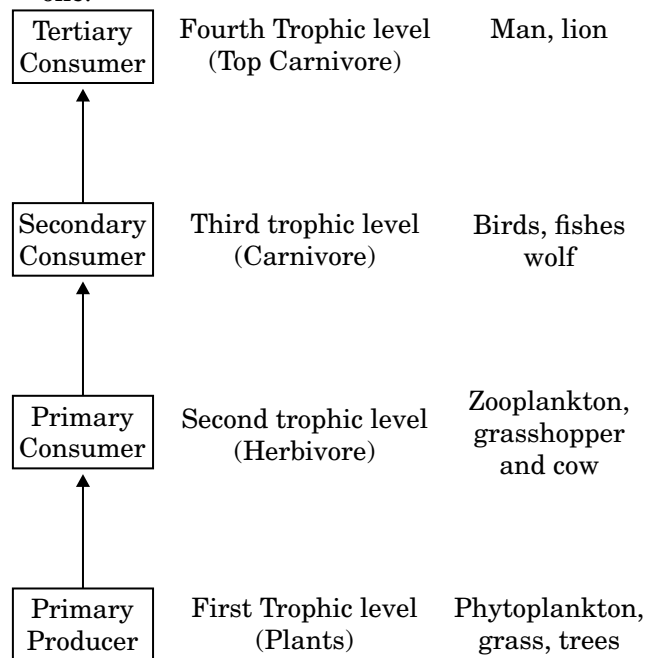 one.
Tertiary Fourth Trophic level Man, lion
Consumer (Top Carnivore)
Secondary Third trophic level Birds, fishes
Consumer (Carnivore) wolf
Zooplankton,
Primary Second trophic level grasshopper
Consumer (Herbivore) and cow
Primary First Trophic level Phytoplankton,
Producer (Plants) grass, trees